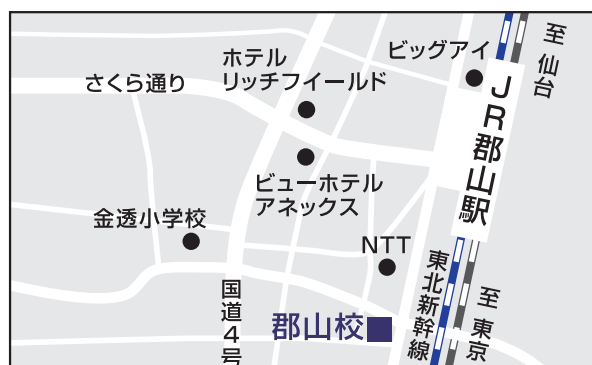 ホテル
リッチフイールド
ビッグアイ
至 仙台
さくら通り
JR郡山駅
ビューホテル
アネックス
金透小学校
NTT
国道4号
郡山校
東北新幹線
至 東京